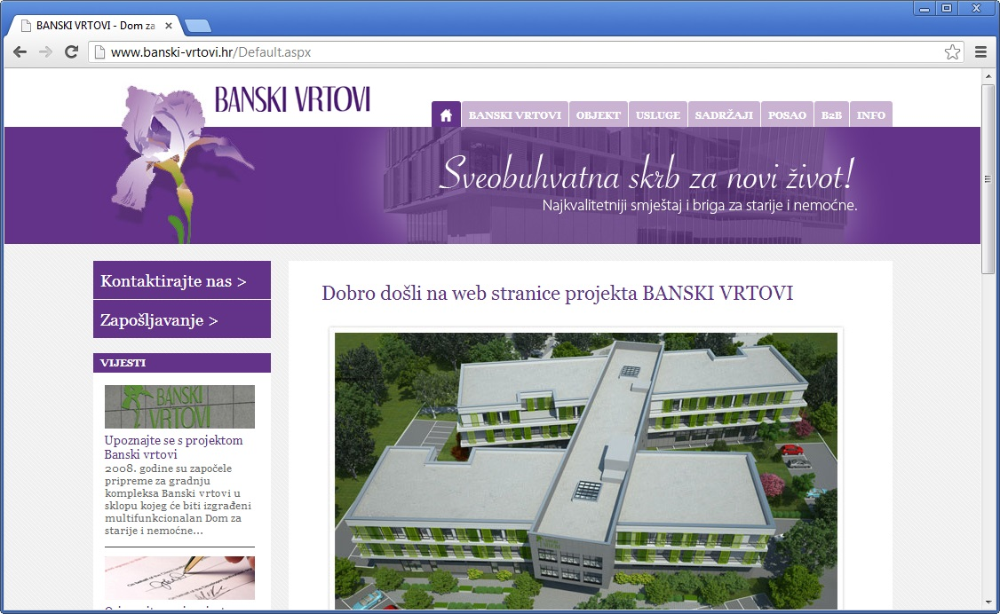 BANSKI VRTOVI - Dom za
www.banski-vrtovi.hr/Default.aspx
BANSKI VRTOVI
BANSKI VRTOVI
OBJEKT
USLUGE
SADRŽAJI
POSAO
B2B
INFO
Sveobuhvatna skrb za novi život!
Najkvalitetniji smještaj i briga za starije i nemoćne.
Kontaktirajte nas >
Zapošljavanje >
VIJESTI
BANSKI
VRTOVI
Upoznajte se s projektom
Banski vrtovi
2008. godine su započele
pripreme za gradnju
kompleksa Banski vrtovi u
sklopu kojeg će biti izgrađeni
multifunkcionalan Dom za
starije i nemoćne...
Dobro došli na web stranice projekta BANSKI VRTOVI